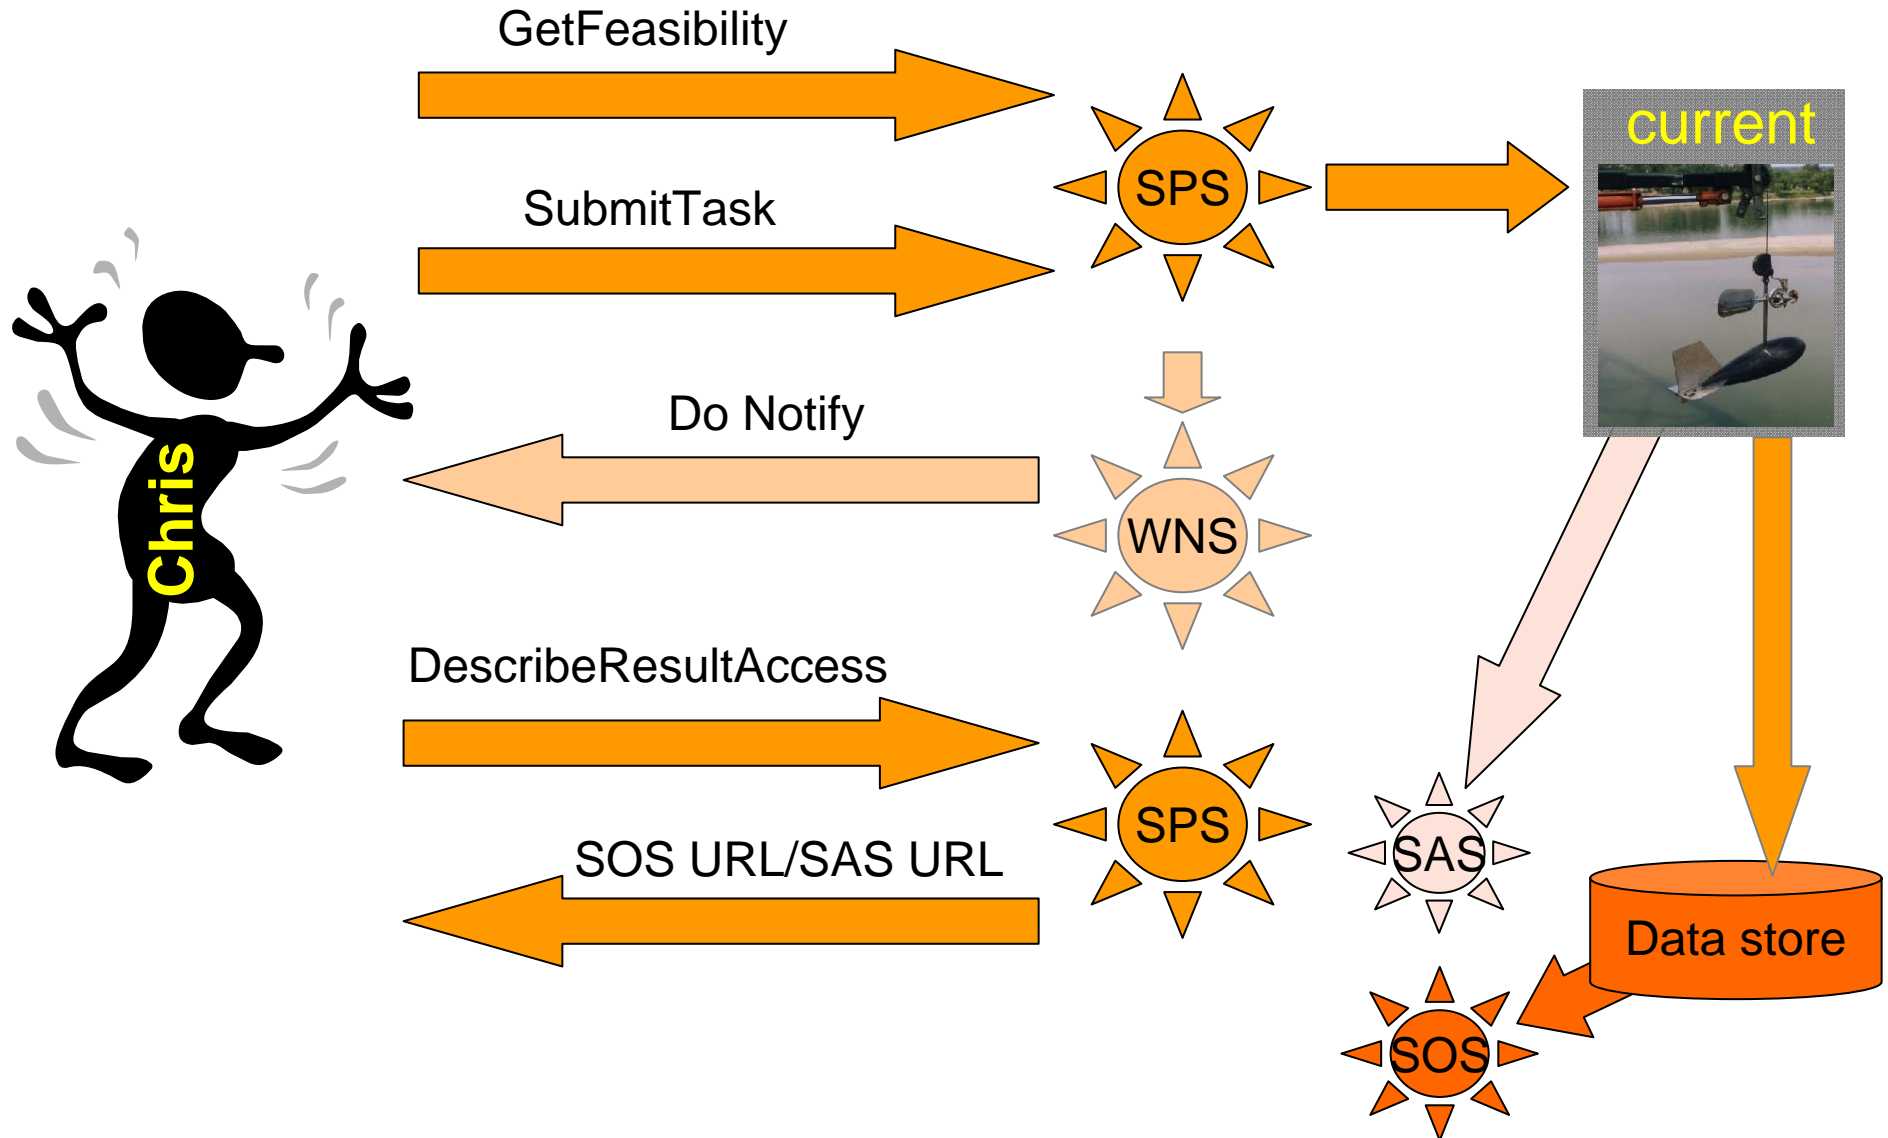 GetFeasibility
current
SPS
SubmitTask
Do Notify
Chris
WNS
DescribeResultAccess
SPS
SOS URL/SAS URL
SAS
Data store
SOS